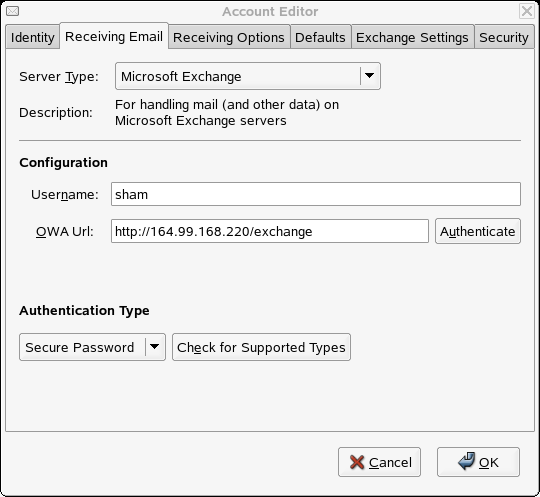 Account Editor
Identity Receiving Email Receiving Options Defaults Exchange Settings Security
Server Type: Microsoft Exchange
Description: For handling mail (and other data) on
Microsoft Exchange servers
Configuration
Username: sham
OWA Url: http://164.99.168.220/exchange Authenticate
Authentication Type
Secure Password Check for Supported Types
Cancel OK